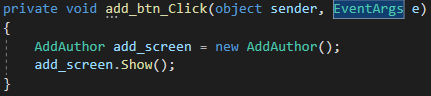 private void add_btn_Click(object sender, EventArgs e)
{
    AddAuthor add_screen = new AddAuthor();
    add_screen.Show();
}